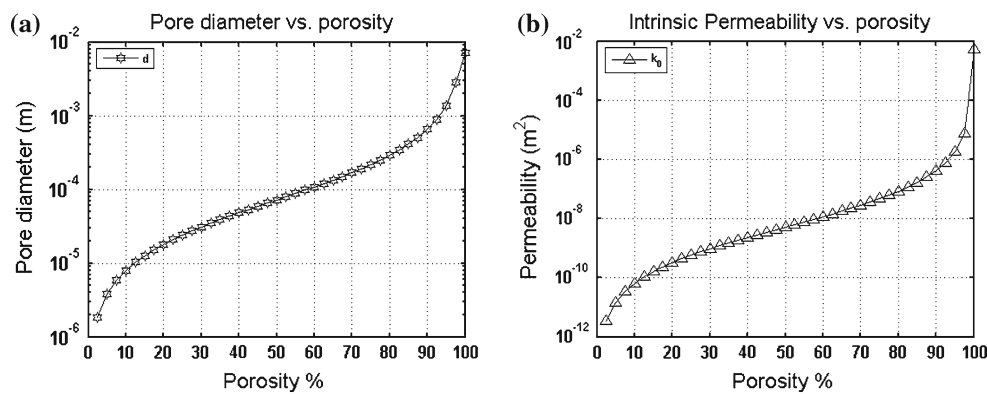 (a) Pore diameter vs. porosity
10^-2
10^-3
10^-4
10^-5
10^-6
Pore diameter (m)
d
0 10 20 30 40 50 60 70 80 90 100
Porosity %
(b) Intrinsic Permeability vs. porosity
10^-2
10^-4
10^-6
10^-8
10^-10
10^-12
Permeability (m^2)
k_0
0 10 20 30 40 50 60 70 80 90 100
Porosity %